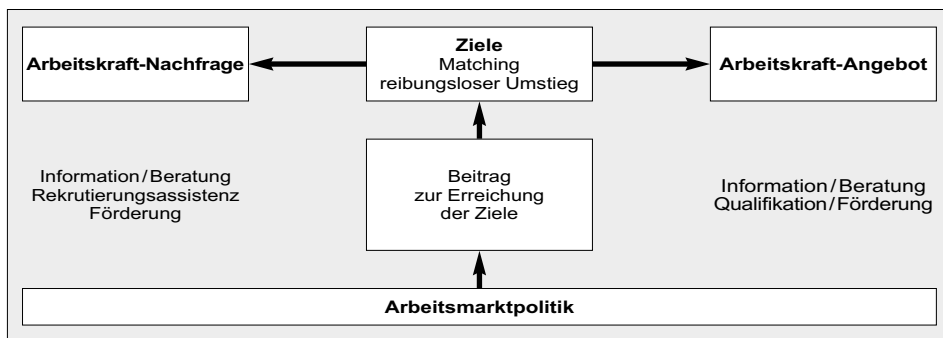 Arbeitskraft-Nachfrage
Ziele
Matching
reibungsloser Umstieg
Arbeitskraft-Angebot
Information/Beratung
Rekrutierungsassistenz
Förderung
Beitrag
zur Erreichung
der Ziele
Information/Beratung
Qualifikation/Förderung
Arbeitsmarktpolitik